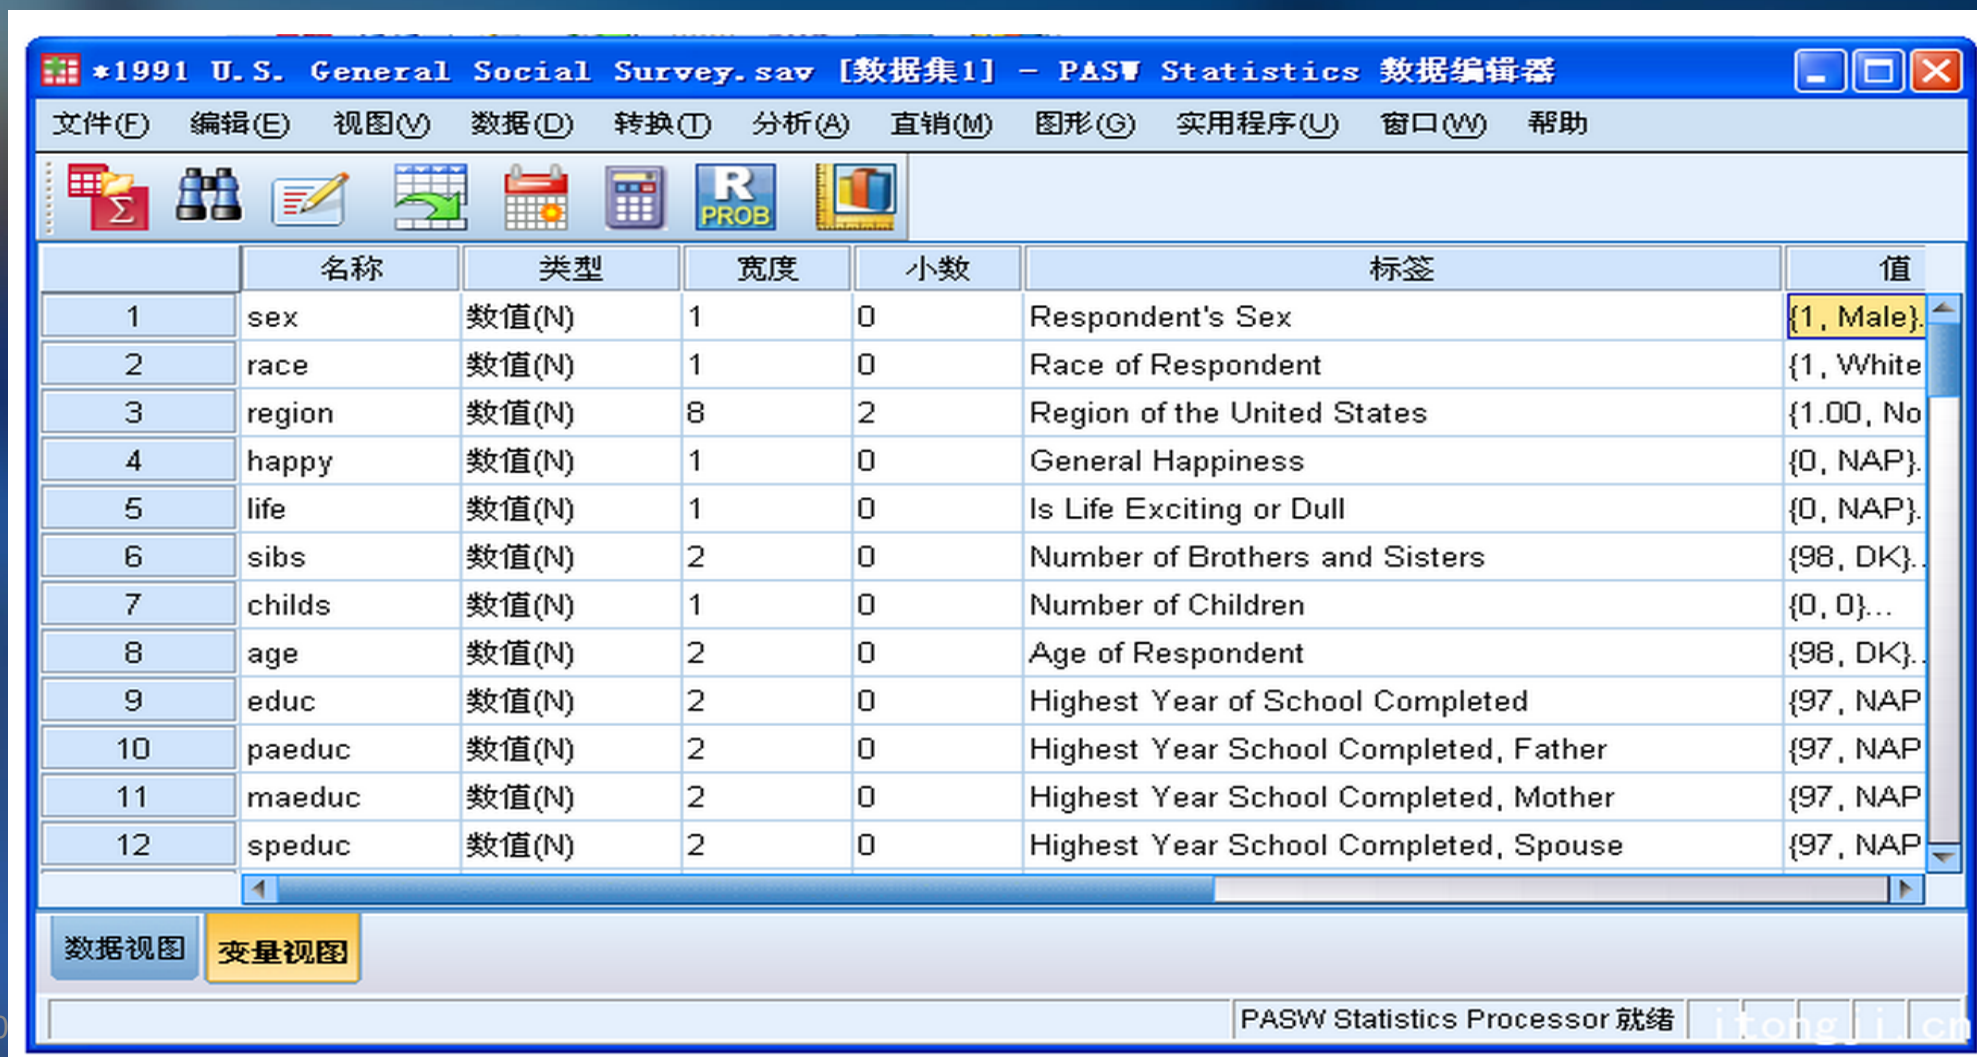 *1991 U.S. General Social Survey.sav [数据集1] - PASW Statistics 数据编辑器
文件(F) 编辑(E) 视图(V) 数据(D) 转换(T) 分析(A) 直销(M) 图形(G) 实用程序(U) 窗口(W) 帮助
R PROB
名称 类型 宽度 小数 标签 值
1 sex 数值(N) 1 0 Respondent's Sex {1, Male}.
2 race 数值(N) 1 0 Race of Respondent {1, White
3 region 数值(N) 8 2 Region of the United States {1.00, No
4 happy 数值(N) 1 0 General Happiness {0, NAP}.
5 life 数值(N) 1 0 Is Life Exciting or Dull {0, NAP}.
6 sibs 数值(N) 2 0 Number of Brothers and Sisters {98, DK}..
7 childs 数值(N) 1 0 Number of Children {0, 0}...
8 age 数值(N) 2 0 Age of Respondent {98, DK}..
9 educ 数值(N) 2 0 Highest Year of School Completed {97, NAP
10 paeduc 数值(N) 2 0 Highest Year School Completed, Father {97, NAP
11 maeduc 数值(N) 2 0 Highest Year School Completed, Mother {97, NAP
12 speduc 数值(N) 2 0 Highest Year School Completed, Spouse {97, NAP
数据视图 变量视图
PASW Statistics Processor 就绪
itongji.cn